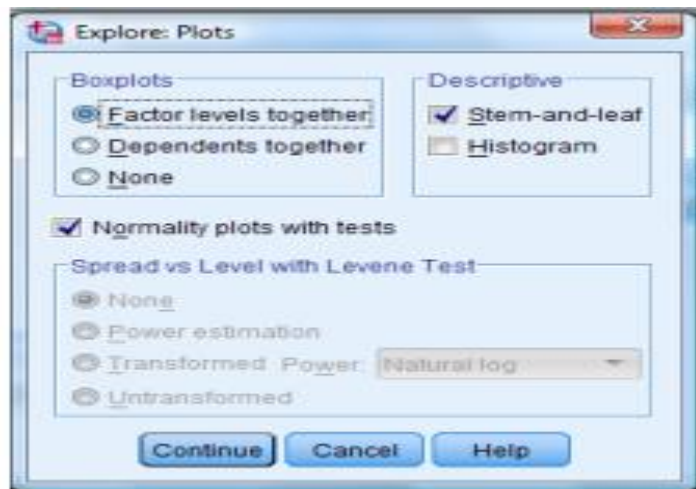 Explore: Plots
Boxplots
Factor levels together
Dependents together
None
Descriptive
Stem-and-leaf
Histogram
Normality plots with tests
Spread vs Level with Levene Test
None
Power estimation
Transformed Power: Natural log
Untransformed
Continue Cancel Help